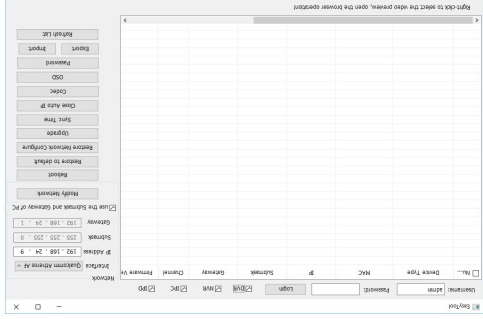 EasyTool
Username: admin Password: Login DVR NVR IPC IPD
Nu... Device Type MAC IP Submask Gateway Channel Firmware Ve
Network
Interface Qualcomm Atheros AF
IP Address 192 . 168 . 24 . 9
Submask 255 . 255 . 255 . 0
Gateway 192 . 168 . 24 . 1
use the Submask and Gateway of PC
Modify Network
Reboot
Restore to default
Restore Network Configure
Upgrade
Sync Time
Close Auto IP
Codec
OSD
Password
Export Import
Refresh List
Right-click to select the video preview, open the browser operation!